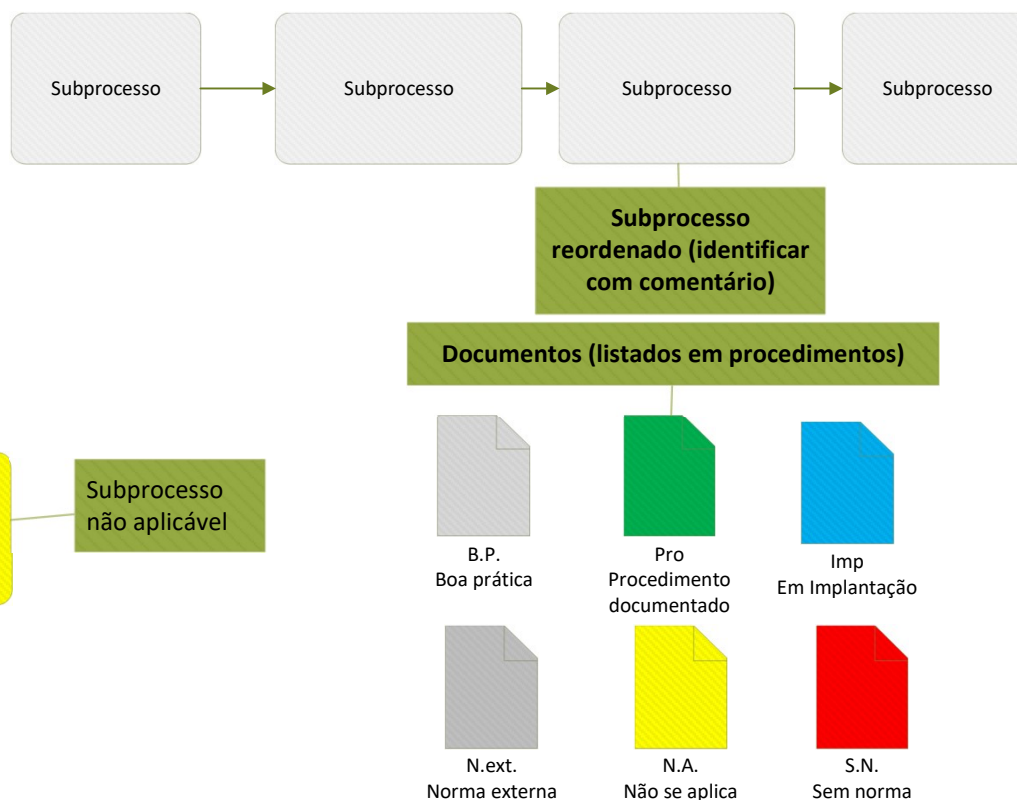 Subprocesso
Subprocesso
Subprocesso
Subprocesso
Subprocesso
reordenado (identificar
com comentário)
Documentos (listados em procedimentos)
Subprocesso
não aplicável
B.P.
Boa prática
Pro
Procedimento
documentado
Imp
Em Implantação
N.ext.
Norma externa
N.A.
Não se aplica
S.N.
Sem norma